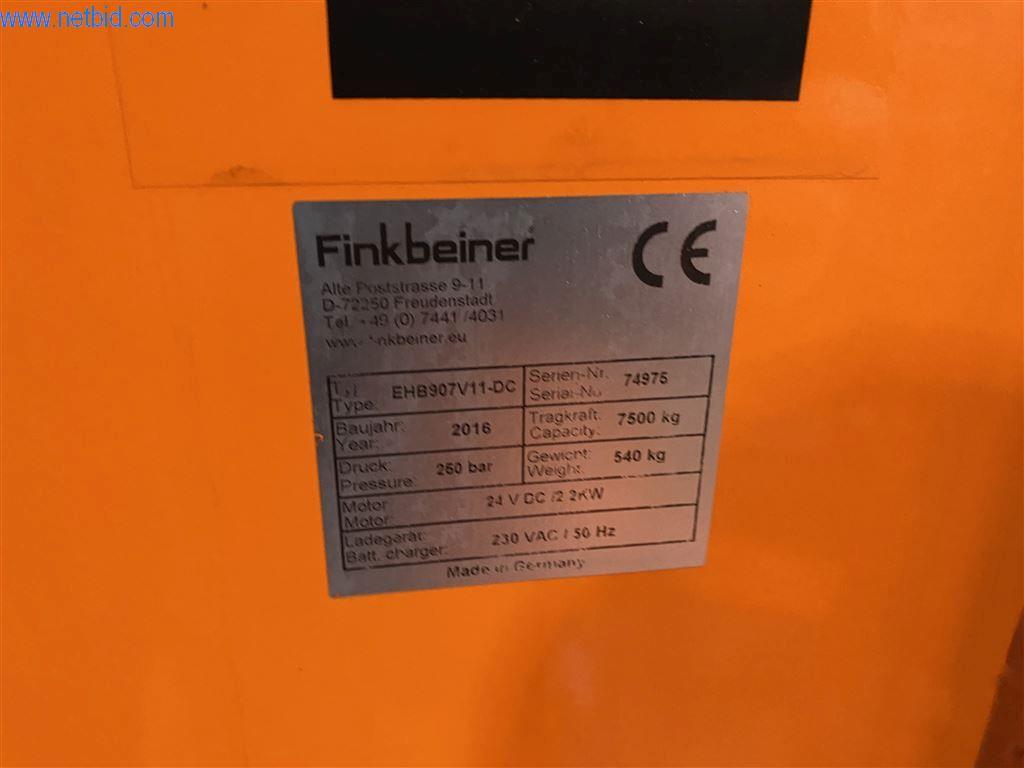 www.netbid.com
Finkbeiner
CE
Alte Poststrasse 9-11
D-72250 Freudenstadt
Tel. +49 (0) 7441 /4031
Type: EHB907V11-DC
Serien-Nr.
Serial-No 74975
Baujahr:
Year: 2016
Tragkraft:
Capacity: 7500 kg
Druck:
Pressure: 250 bar
Gewicht:
Weight: 540 kg
Motor
Motor: 24 V DC /2 2KW
Ladegerät:
Batt. charger: 230 VAC / 50 Hz
Made in Germany